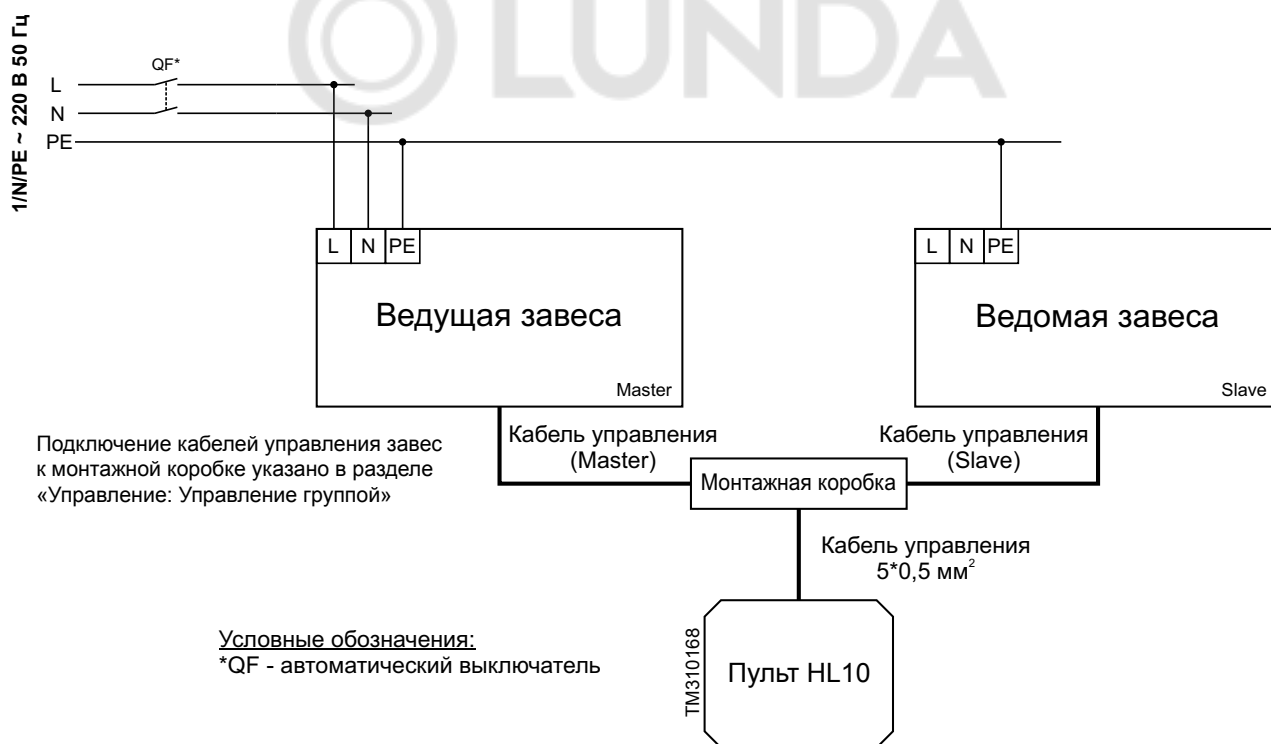 LUNDA
1/N/PE ~ 220 В 50 Гц
QF*
L
N
PE
L N PE
Ведущая завеса
Master
L N PE
Ведомая завеса
Slave
Подключение кабелей управления завес
к монтажной коробке указано в разделе
«Управление: Управление группой»
Кабель управления
(Master)
Кабель управления
(Slave)
Монтажная коробка
Кабель управления
5*0,5 мм²
Условные обозначения:
*QF - автоматический выключатель
TM310168
Пульт HL10